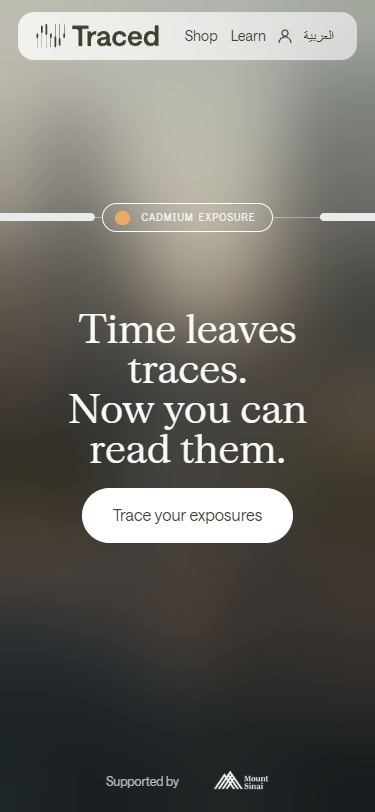 Traced
Shop
Learn
العربية
CADMIUM EXPOSURE
Time leaves
traces.
Now you can
read them.
Trace your exposures
Supported by
Mount
Sinai